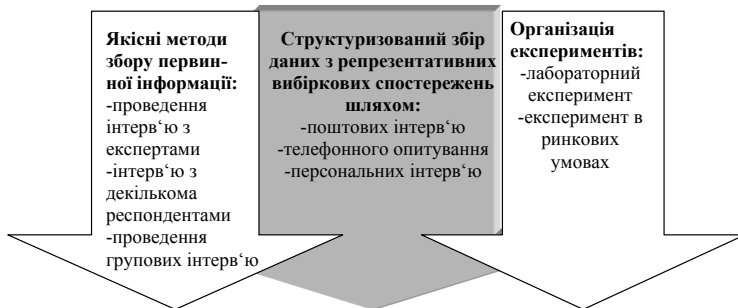 Якісні методи
збору первин-
ної інформації:
-проведення
інтерв‘ю з
експертами
-інтерв‘ю з
декількома
респондентами
-проведення
групових інтерв‘ю
Структуризований збір
даних з репрезентативних
вибіркових спостережень
шляхом:
-поштових інтерв‘ю
-телефонного опитування
-персональних інтерв‘ю
Організація
експериментів:
-лабораторний
експеримент
-експеримент в
ринкових
умовах